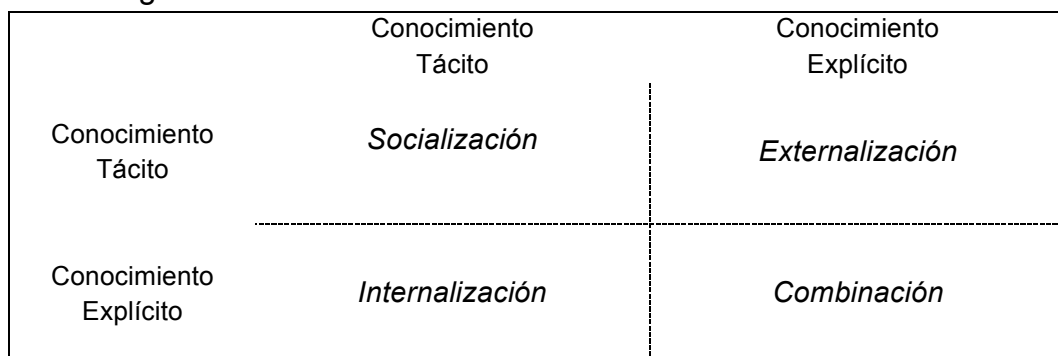 Conocimiento Conocimiento
Tácito Explícito
Conocimiento
Tácito
Socialización
Externalización
Conocimiento
Explícito
Internalización
Combinación